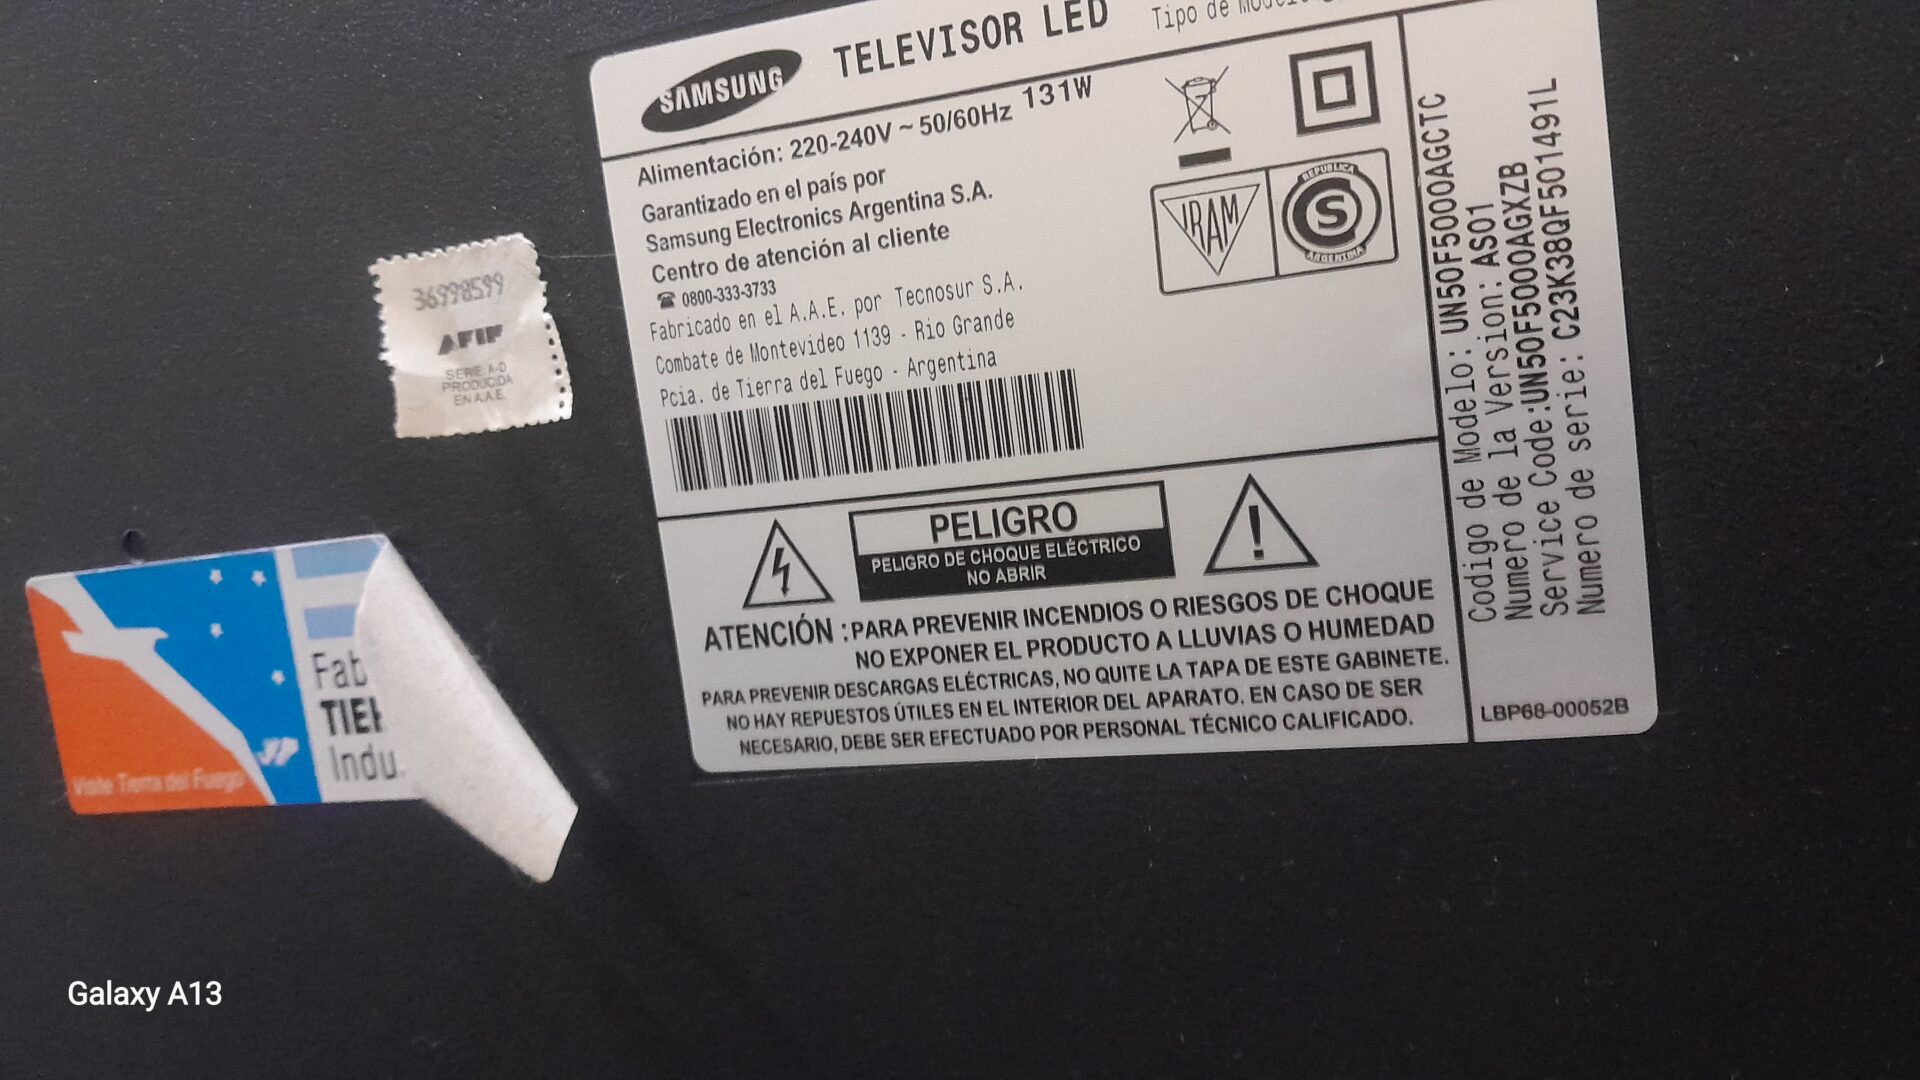 SAMSUNG
TELEVISOR LED
Tipo de
Alimentación: 220-240V ~ 50/60Hz 131W
Garantizado en el país por
Samsung Electronics Argentina S.A.
Centro de atención al cliente
☎ 0800-333-3733
Fabricado en el A.A.E. por Tecnosur S.A.
Combate de Montevideo 1139 - Rio Grande
Pcia. de Tierra del Fuego - Argentina
IRAM
REPUBLICA
S
ARGENTINA
PELIGRO
PELIGRO DE CHOQUE ELÉCTRICO
NO ABRIR
ATENCIÓN : PARA PREVENIR INCENDIOS O RIESGOS DE CHOQUE
NO EXPONER EL PRODUCTO A LLUVIAS O HUMEDAD
PARA PREVENIR DESCARGAS ELÉCTRICAS, NO QUITE LA TAPA DE ESTE GABINETE.
NO HAY REPUESTOS ÚTILES EN EL INTERIOR DEL APARATO. EN CASO DE SER
NECESARIO, DEBE SER EFECTUADO POR PERSONAL TÉCNICO CALIFICADO.
Codigo de Modelo: UN50F5000AGCTC
Numero de la Version: AS01
Service Code:UN50F5000AGXZB
Numero de serie: C23K38QF501491L
LBP68-00052B
36998599
AFIP
SERIE A-D
PRODUCIDA
EN A.A.E.
Fab
TIER
Indu
Visite Tierra del Fuego
Galaxy A13